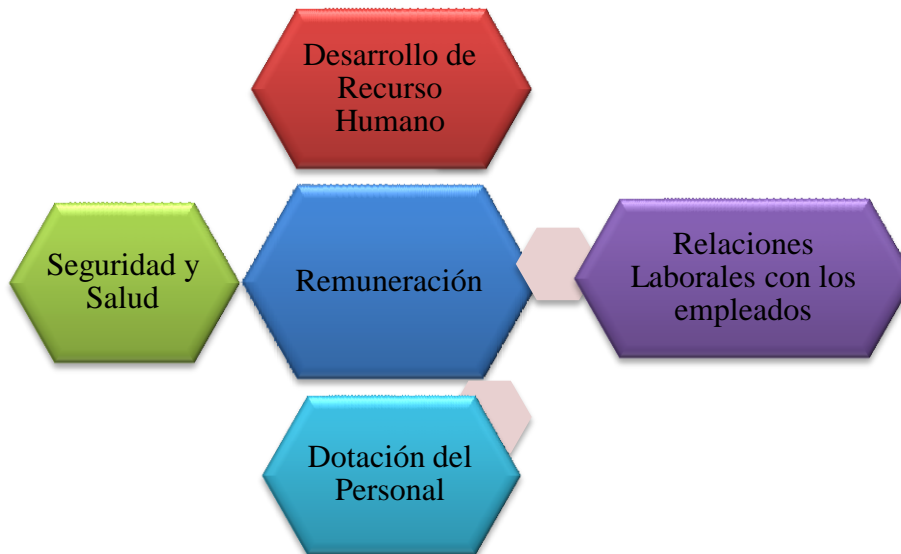 Desarrollo de
Recurso
Humano
Seguridad y
Salud
Remuneración
Relaciones
Laborales con los
empleados
Dotación del
Personal